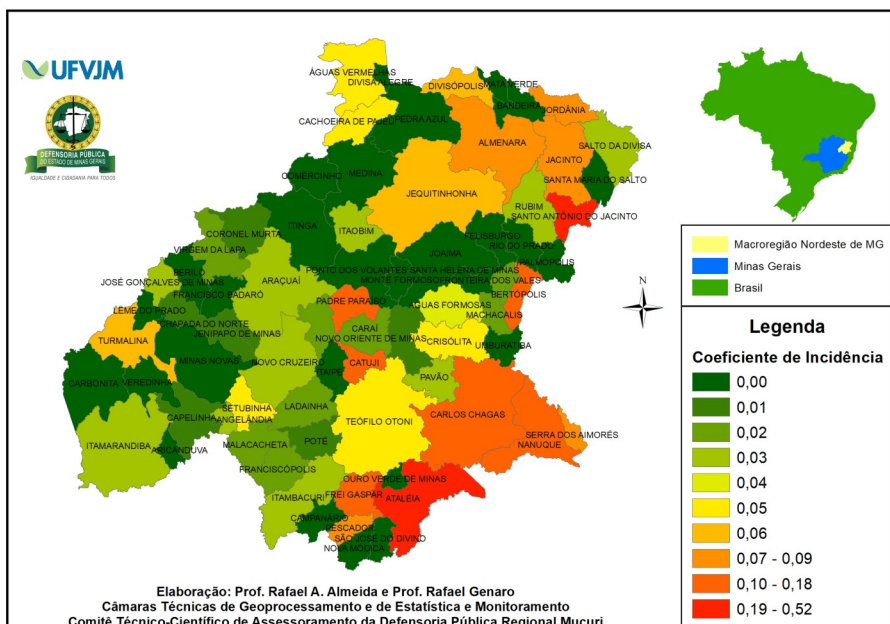 UFVJM
DEFENSORIA PÚBLICA
DO ESTADO DE MINAS GERAIS
IGUALDADE E CIDADANIA PARA TODOS
ÁGUAS VERMELHAS
DIVISA ALEGRE
CACHOEIRA DE PAJEÚ
PEDRA AZUL
DIVISÓPOLIS
MATA VERDE
BANDEIRA
JORDÂNIA
ALMENARA
SALTO DA DIVISA
JACINTO
MEDINA
COMERCINHO
SANTA MARIA DO SALTO
JEQUITINHONHA
RUBIM
SANTO ANTÔNIO DO JACINTO
ITINGA
ITAOBIM
CORONEL MURTA
FELISBURGO
RIO DO PRADO
VIRGEM DA LAPA
JOAÍMA
PALMÓPOLIS
BERILO
ARAÇUAÍ
PONTO DOS VOLANTES
SANTA HELENA DE MINAS
JOSÉ GONÇALVES DE MINAS
MONTE FORMOSO
FRONTEIRA DOS VALES
FRANCISCO BADARÓ
BERTÓPOLIS
PADRE PARAÍSO
LEME DO PRADO
ÁGUAS FORMOSAS
MACHACALIS
CHAPADA DO NORTE
CARAÍ
JENIPAPO DE MINAS
NOVO ORIENTE DE MINAS
TURMALINA
CRISÓLITA
UMBURATIBA
MINAS NOVAS
NOVO CRUZEIRO
CATUJI
ITAIPÉ
PAVÃO
CARBONITA
VEREDINHA
SETUBINHA
LADAINHA
CARLOS CHAGAS
CAPELINHA
ANGELÂNDIA
TEÓFILO OTONI
SERRA DOS AIMORÉS
ITAMARANDIBA
MALACACHETA
POTÉ
NANUQUE
ARICANDUVA
FRANCISCÓPOLIS
OURO VERDE DE MINAS
ITAMBACURI
FREI GASPAR
ATALÉIA
CAMPANÁRIO
PESCADOR
SÃO JOSÉ DO DIVINO
NOVA MÓDICA
Macroregião Nordeste de MG
Minas Gerais
Brasil
N
Legenda
Coeficiente de Incidência
0,00
0,01
0,02
0,03
0,04
0,05
0,06
0,07 - 0,09
0,10 - 0,18
0,19 - 0,52
Elaboração: Prof. Rafael A. Almeida e Prof. Rafael Genaro
Câmaras Técnicas de Geoprocessamento e de Estatística e Monitoramento
Comitê Técnico-Científico de Assessoramento da Defensoria Pública Regional Mucuri